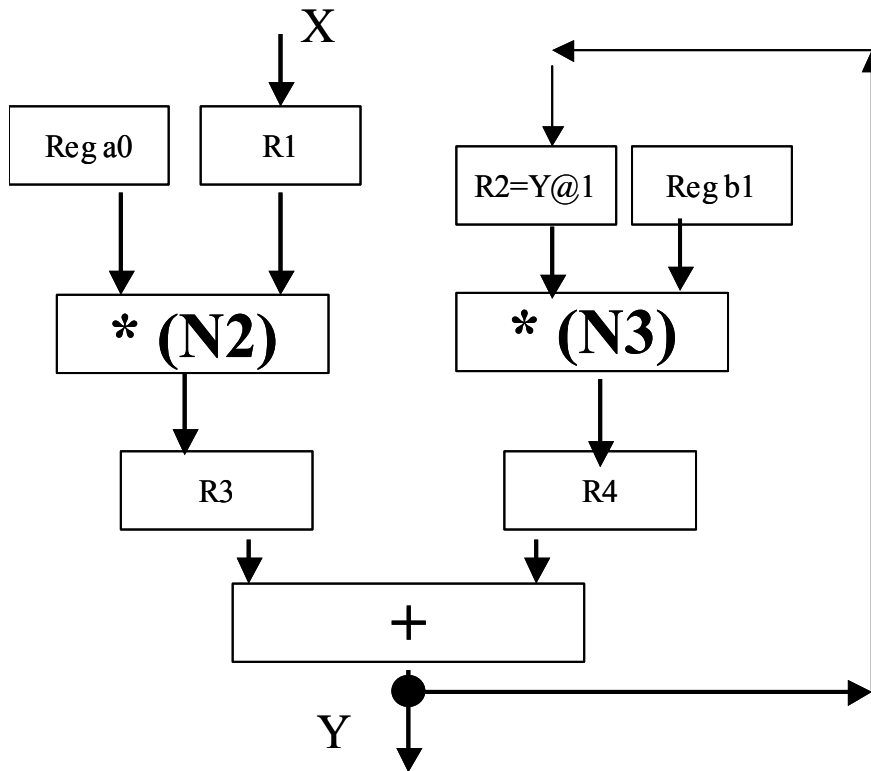 X
Reg a0
R1
R2=Y@1
Reg b1
* (N2)
* (N3)
R3
R4
+
Y